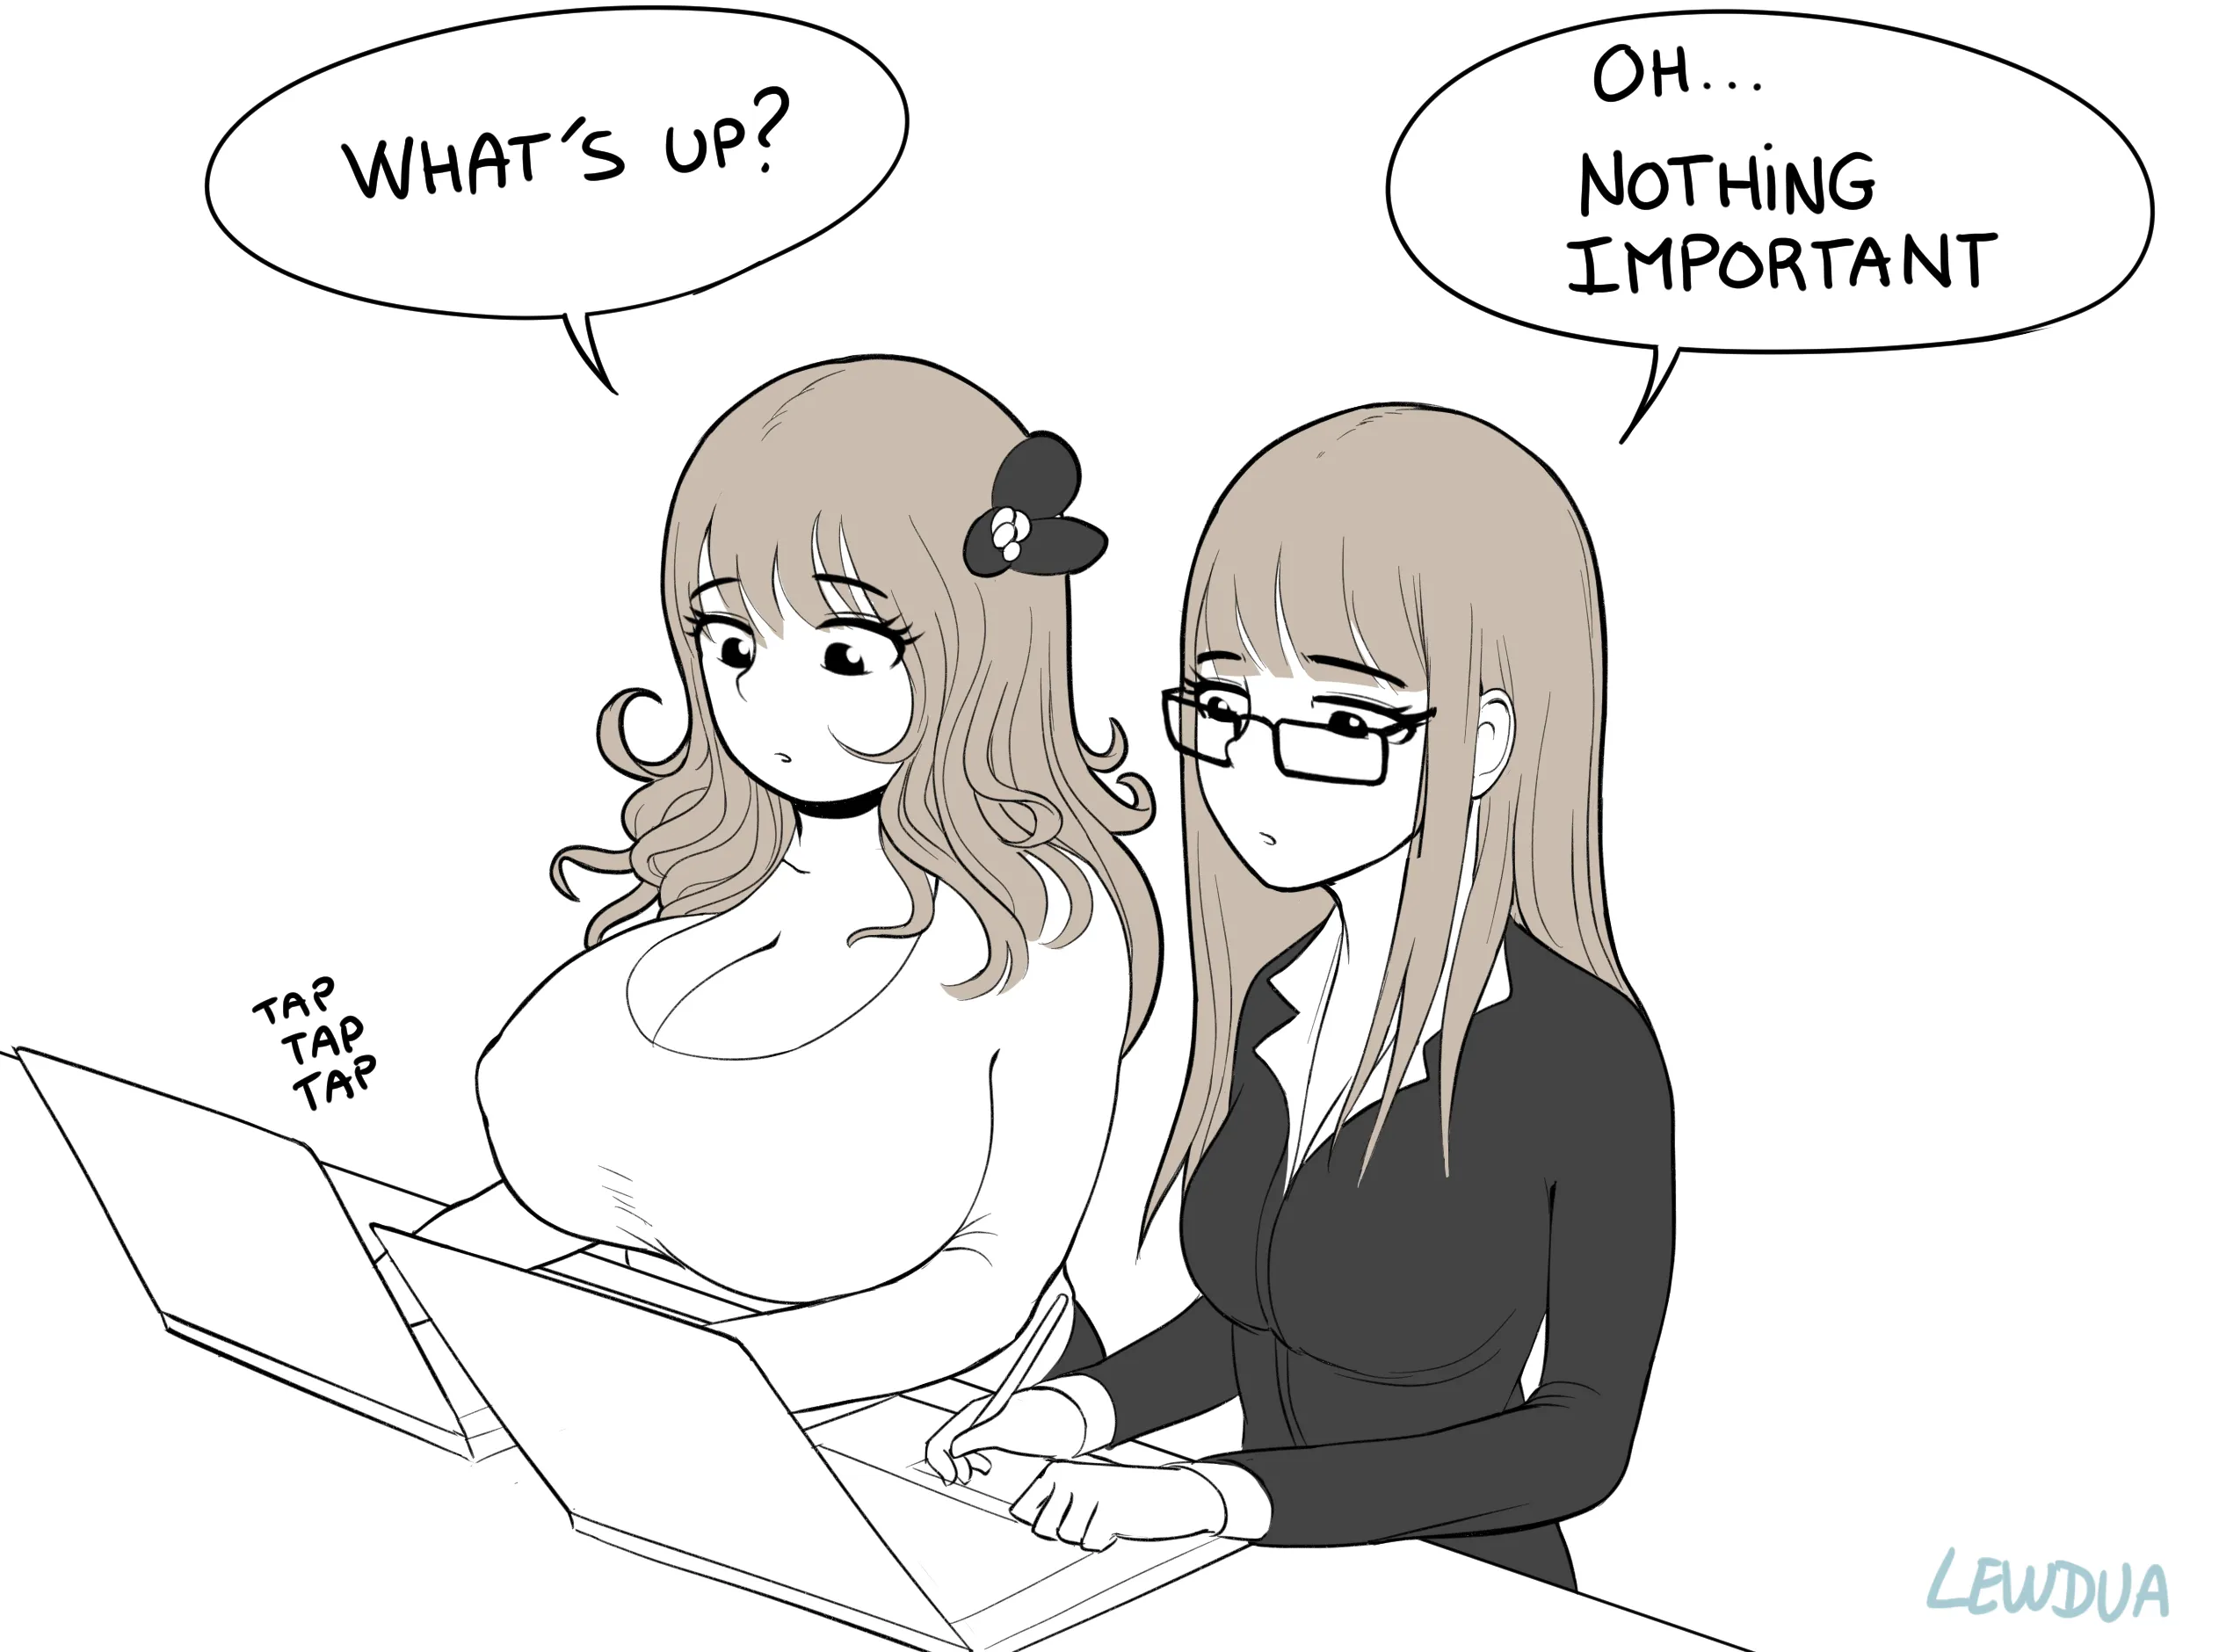 WHAT'S UP?
OH...
NOTHING
IMPORTANT
TAP
TAP
TAP
LEWDUA